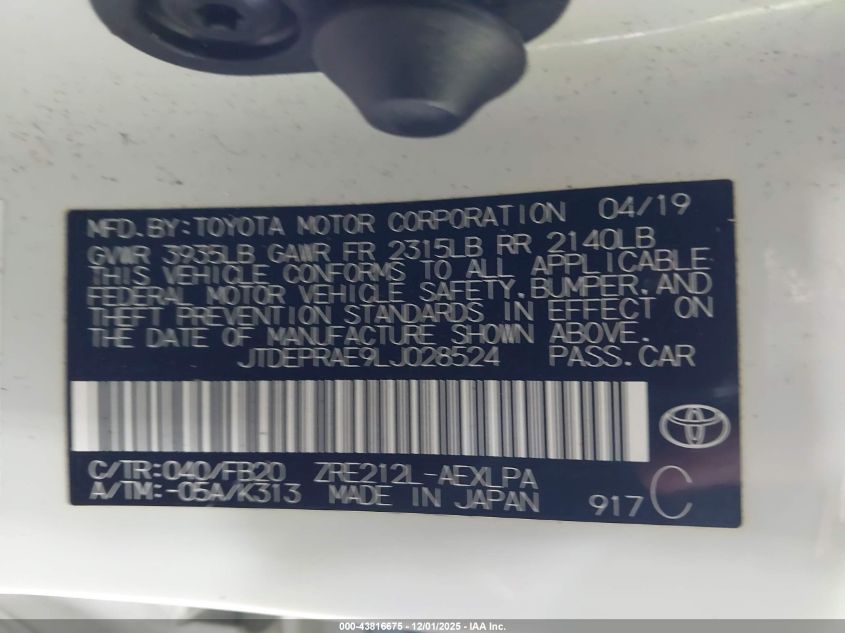 MFD.BY:TOYOTA MOTOR CORPORATION 04/19
GVWR 3935LB GAWR FR 2315LB RR 2140LB
THIS VEHICLE CONFORMS TO ALL APPLICABLE
FEDERAL MOTOR VEHICLE SAFETY,BUMPER,AND
THEFT PREVENTION STANDARDS IN EFFECT ON
THE DATE OF MANUFACTURE SHOWN ABOVE.
JTDEPRAE9LJ028524 PASS.CAR
C/TR:040/FB20 ZRE212L-AEXLPA
A/TM:-05A/K313 MADE IN JAPAN 917 C
000-43816675 - 12/01/2025 - IAA Inc.